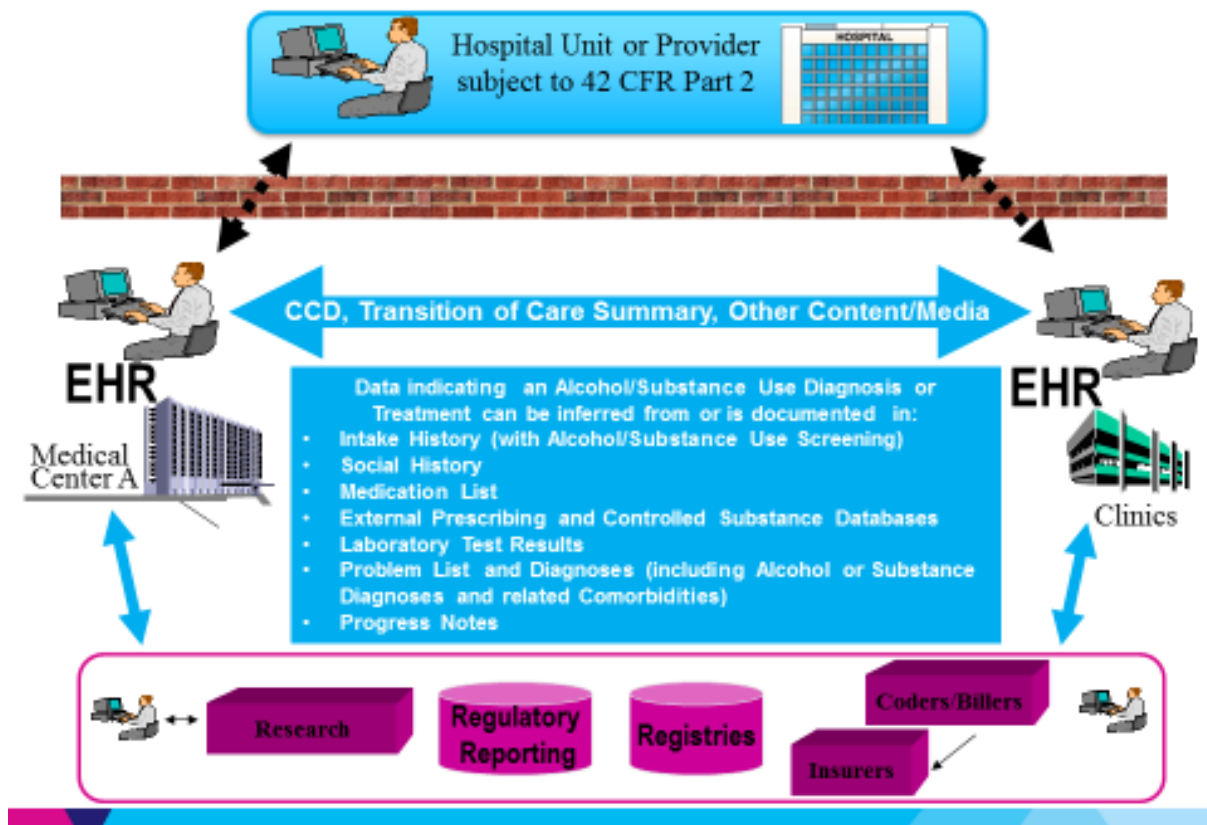 Hospital Unit or Provider
subject to 42 CFR Part 2
HOSPITAL
CCD, Transition of Care Summary, Other Content/Media
EHR
EHR
Medical
Center A
Clinics
Data indicating an Alcohol/Substance Use Diagnosis or
Treatment can be inferred from or is documented in:
• Intake History (with Alcohol/Substance Use Screening)
• Social History
• Medication List
• External Prescribing and Controlled Substance Databases
• Laboratory Test Results
• Problem List and Diagnoses (including Alcohol or Substance
Diagnoses and related Comorbidities)
• Progress Notes
Research
Regulatory
Reporting
Registries
Coders/Billers
Insurers